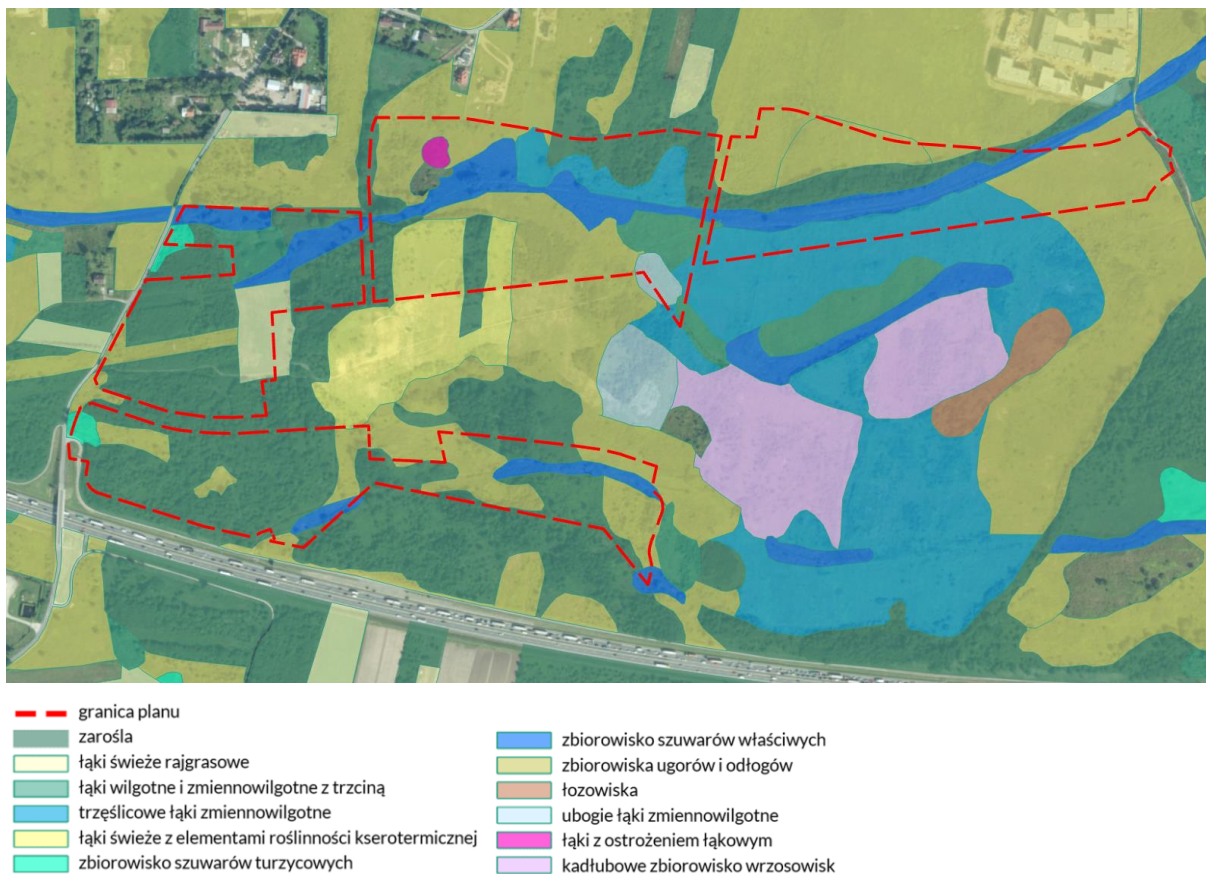 granica planu
zarośla
łąki świeże rajgrasowe
łąki wilgotne i zmiennowilgotne z trzciną
trzęślicowe łąki zmiennowilgotne
łąki świeże z elementami roślinności kserotermicznej
zbiorowisko szuwarów turzycowych
zbiorowisko szuwarów właściwych
zbiorowiska ugorów i odłogów
łozowiska
ubogie łąki zmiennowilgotne
łąki z ostrożeniem łąkowym
kadłubowe zbiorowisko wrzosowisk